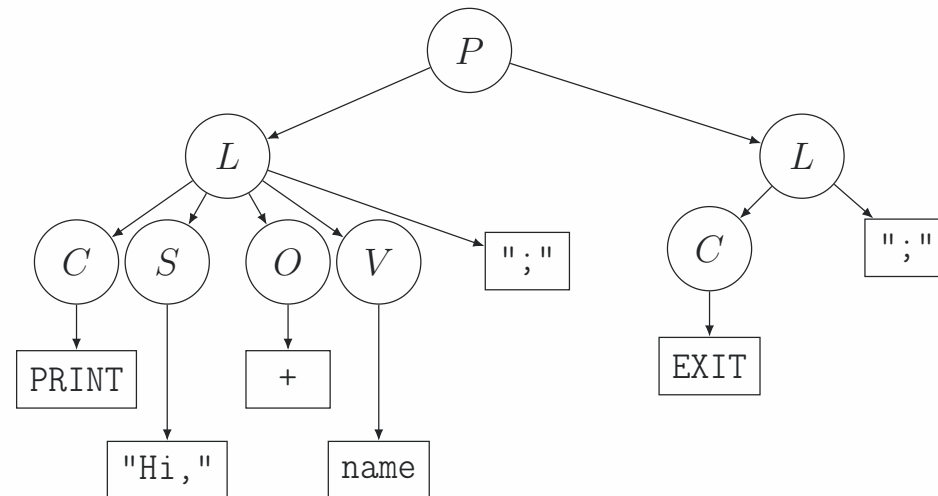 P
L L
C S O V ";" C ";"
PRINT + EXIT
"Hi," name